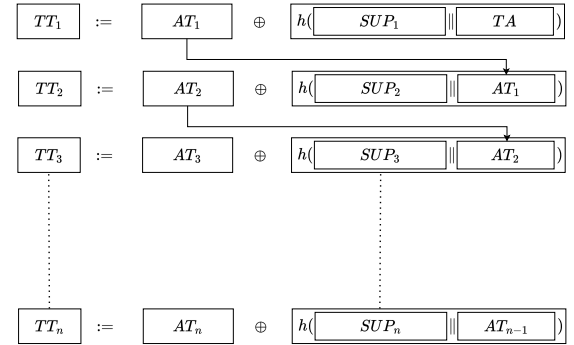 TT₁ := AT₁ ⊕ h( SUP₁ || TA )
TT₂ := AT₂ ⊕ h( SUP₂ || AT₁ )
TT₃ := AT₃ ⊕ h( SUP₃ || AT₂ )
TTₙ := ATₙ ⊕ h( SUPₙ || ATₙ₋₁ )